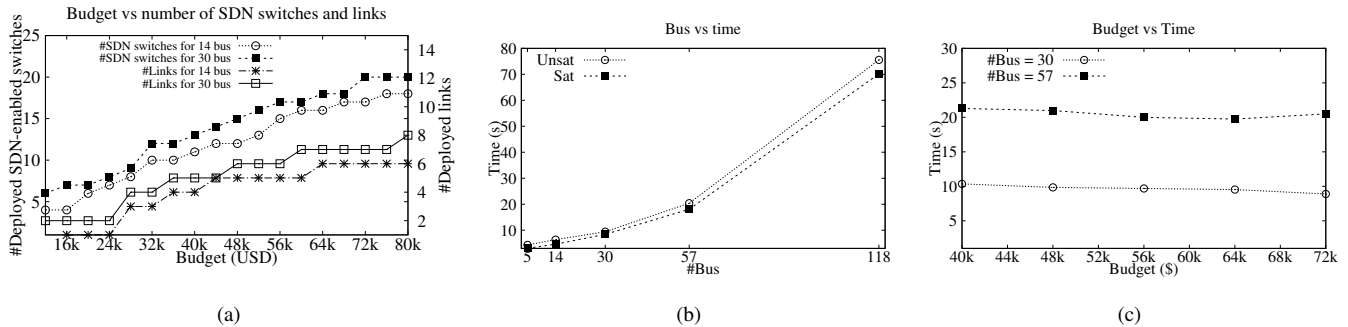 Budget vs number of SDN switches and links
#Deployed SDN-enabled switches
25
20
15
10
5
#SDN switches for 14 bus
#SDN switches for 30 bus
#Links for 14 bus
#Links for 30 bus
14
12
10
8
6
4
2
#Deployed links
16k 24k 32k 40k 48k 56k 64k 72k 80k
Budget (USD)
(a)
Bus vs time
Time (s)
80
70
60
50
40
30
20
10
Unsat
Sat
5 14 30 57 118
#Bus
(b)
Budget vs Time
Time (s)
30
25
20
15
10
5
0
#Bus = 30
#Bus = 57
40k 44k 48k 52k 56k 60k 64k 68k 72k
Budget ($)
(c)